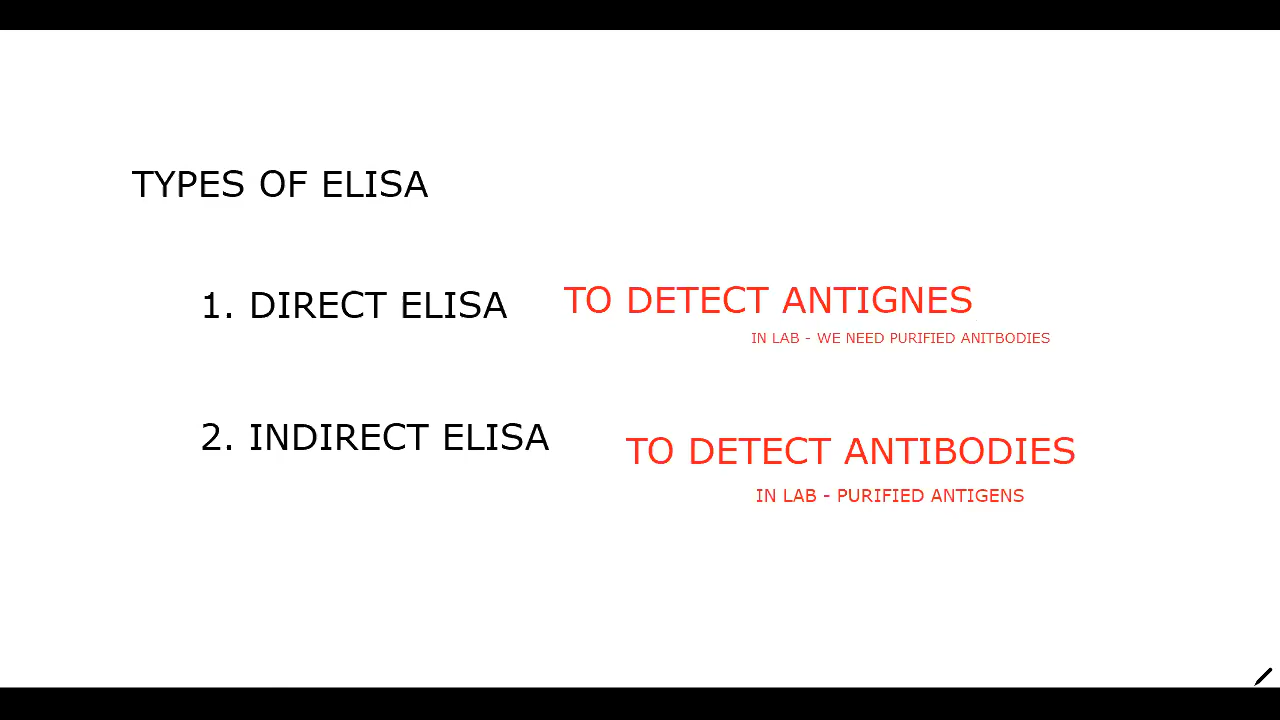 TYPES OF ELISA
1. DIRECT ELISA
TO DETECT ANTIGNES
IN LAB - WE NEED PURIFIED ANITBODIES
2. INDIRECT ELISA
TO DETECT ANTIBODIES
IN LAB - PURIFIED ANTIGENS